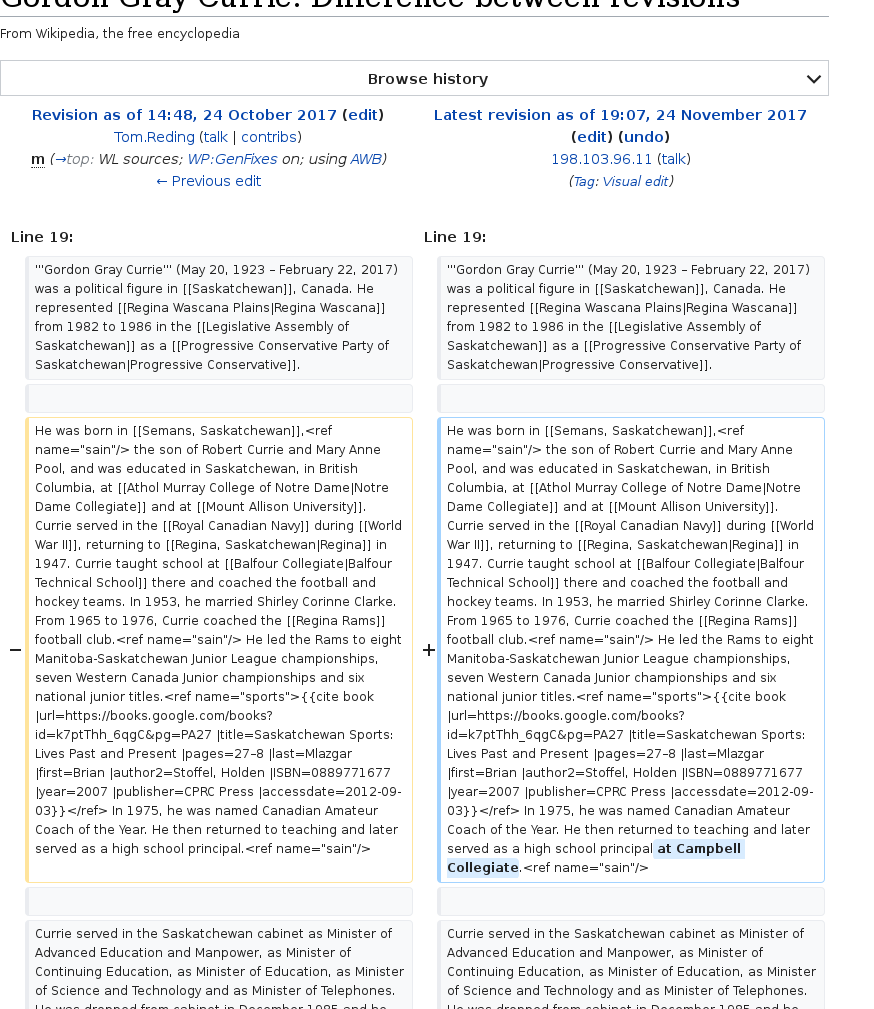 Gordon Gray Currie: Difference between revisions
From Wikipedia, the free encyclopedia
Browse history
Revision as of 14:48, 24 October 2017 (edit)
Tom.Reding (talk | contribs)
m (→top: WL sources; WP:GenFixes on; using AWB)
← Previous edit
Latest revision as of 19:07, 24 November 2017
(edit) (undo)
198.103.96.11 (talk)
(Tag: Visual edit)
Line 19:
'''Gordon Gray Currie''' (May 20, 1923 – February 22, 2017)
was a political figure in [[Saskatchewan]], Canada. He
represented [[Regina Wascana Plains|Regina Wascana]]
from 1982 to 1986 in the [[Legislative Assembly of
Saskatchewan]] as a [[Progressive Conservative Party of
Saskatchewan|Progressive Conservative]].
Line 19:
'''Gordon Gray Currie''' (May 20, 1923 – February 22, 2017)
was a political figure in [[Saskatchewan]], Canada. He
represented [[Regina Wascana Plains|Regina Wascana]]
from 1982 to 1986 in the [[Legislative Assembly of
Saskatchewan]] as a [[Progressive Conservative Party of
Saskatchewan|Progressive Conservative]].
−
He was born in [[Semans, Saskatchewan]],<ref
name="sain"/> the son of Robert Currie and Mary Anne
Pool, and was educated in Saskatchewan, in British
Columbia, at [[Athol Murray College of Notre Dame|Notre
Dame Collegiate]] and at [[Mount Allison University]].
Currie served in the [[Royal Canadian Navy]] during [[World
War II]], returning to [[Regina, Saskatchewan|Regina]] in
1947. Currie taught school at [[Balfour Collegiate|Balfour
Technical School]] there and coached the football and
hockey teams. In 1953, he married Shirley Corinne Clarke.
From 1965 to 1976, Currie coached the [[Regina Rams]]
football club.<ref name="sain"/> He led the Rams to eight
Manitoba-Saskatchewan Junior League championships,
seven Western Canada Junior championships and six
national junior titles.<ref name="sports">{{cite book
|url=https://books.google.com/books?
id=k7ptThh_6qgC&pg=PA27 |title=Saskatchewan Sports:
Lives Past and Present |pages=27–8 |last=Mlazgar
|first=Brian |author2=Stoffel, Holden |ISBN=0889771677
|year=2007 |publisher=CPRC Press |accessdate=2012-09-
03}}</ref> In 1975, he was named Canadian Amateur
Coach of the Year. He then returned to teaching and later
served as a high school principal.<ref name="sain"/>
+
He was born in [[Semans, Saskatchewan]],<ref
name="sain"/> the son of Robert Currie and Mary Anne
Pool, and was educated in Saskatchewan, in British
Columbia, at [[Athol Murray College of Notre Dame|Notre
Dame Collegiate]] and at [[Mount Allison University]].
Currie served in the [[Royal Canadian Navy]] during [[World
War II]], returning to [[Regina, Saskatchewan|Regina]] in
1947. Currie taught school at [[Balfour Collegiate|Balfour
Technical School]] there and coached the football and
hockey teams. In 1953, he married Shirley Corinne Clarke.
From 1965 to 1976, Currie coached the [[Regina Rams]]
football club.<ref name="sain"/> He led the Rams to eight
Manitoba-Saskatchewan Junior League championships,
seven Western Canada Junior championships and six
national junior titles.<ref name="sports">{{cite book
|url=https://books.google.com/books?
id=k7ptThh_6qgC&pg=PA27 |title=Saskatchewan Sports:
Lives Past and Present |pages=27–8 |last=Mlazgar
|first=Brian |author2=Stoffel, Holden |ISBN=0889771677
|year=2007 |publisher=CPRC Press |accessdate=2012-09-
03}}</ref> In 1975, he was named Canadian Amateur
Coach of the Year. He then returned to teaching and later
served as a high school principal at Campbell
Collegiate.<ref name="sain"/>
Currie served in the Saskatchewan cabinet as Minister of
Advanced Education and Manpower, as Minister of
Continuing Education, as Minister of Education, as Minister
of Science and Technology and as Minister of Telephones.
He was dropped from cabinet in December 1985 and he
Currie served in the Saskatchewan cabinet as Minister of
Advanced Education and Manpower, as Minister of
Continuing Education, as Minister of Education, as Minister
of Science and Technology and as Minister of Telephones.
He was dropped from cabinet in December 1985 and he